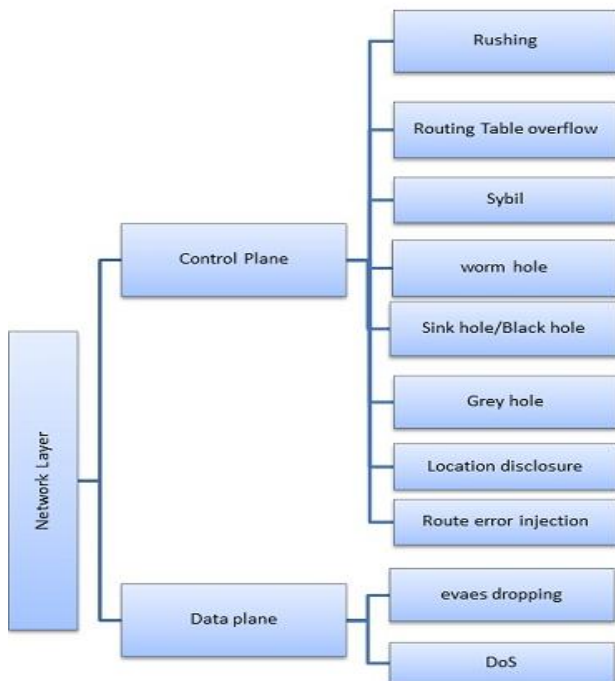 Network Layer
Control Plane
Rushing
Routing Table overflow
Sybil
worm hole
Sink hole/Black hole
Grey hole
Location disclosure
Route error injection
Data plane
evaes dropping
DoS